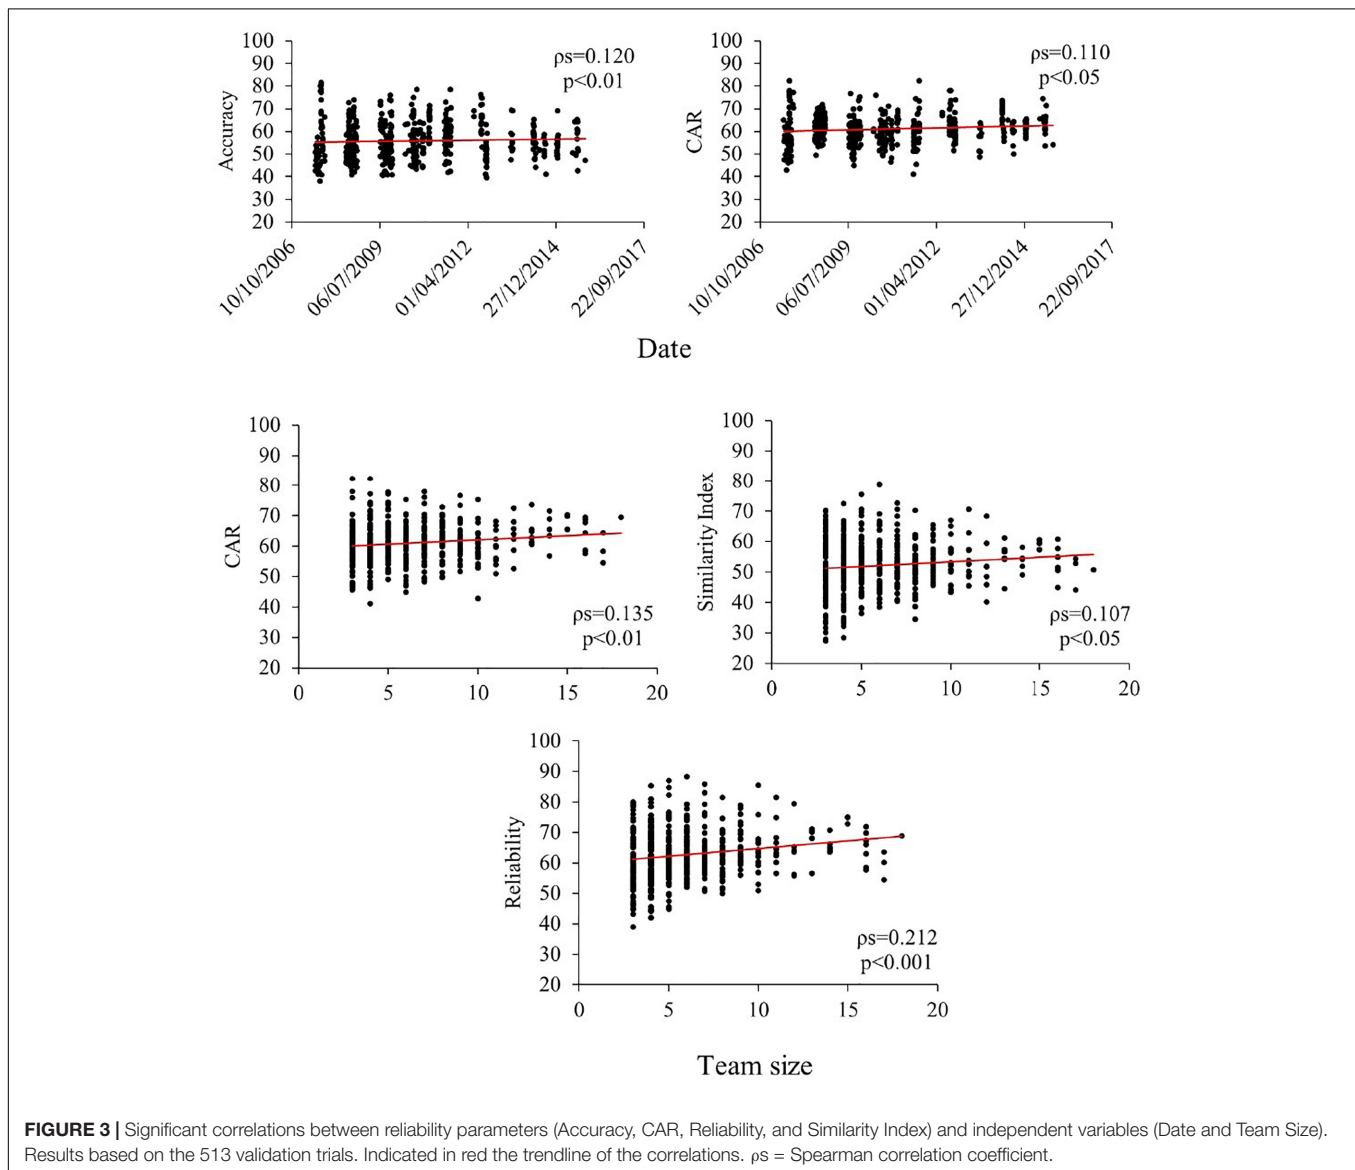 100
90
80
70
60
50
40
30
20
Accuracy
ρs=0.120
p<0.01
10/10/2006
06/07/2009
01/04/2012
27/12/2014
22/09/2017
100
90
80
70
60
50
40
30
20
CAR
ρs=0.110
p<0.05
10/10/2006
06/07/2009
01/04/2012
27/12/2014
22/09/2017
Date
100
90
80
70
60
50
40
30
20
CAR
ρs=0.135
p<0.01
0 5 10 15 20
100
90
80
70
60
50
40
30
20
Similarity Index
ρs=0.107
p<0.05
0 5 10 15 20
100
90
80
70
60
50
40
30
20
Reliability
ρs=0.212
p<0.001
0 5 10 15 20
Team size
FIGURE 3 | Significant correlations between reliability parameters (Accuracy, CAR, Reliability, and Similarity Index) and independent variables (Date and Team Size).
Results based on the 513 validation trials. Indicated in red the trendline of the correlations. ρs = Spearman correlation coefficient.